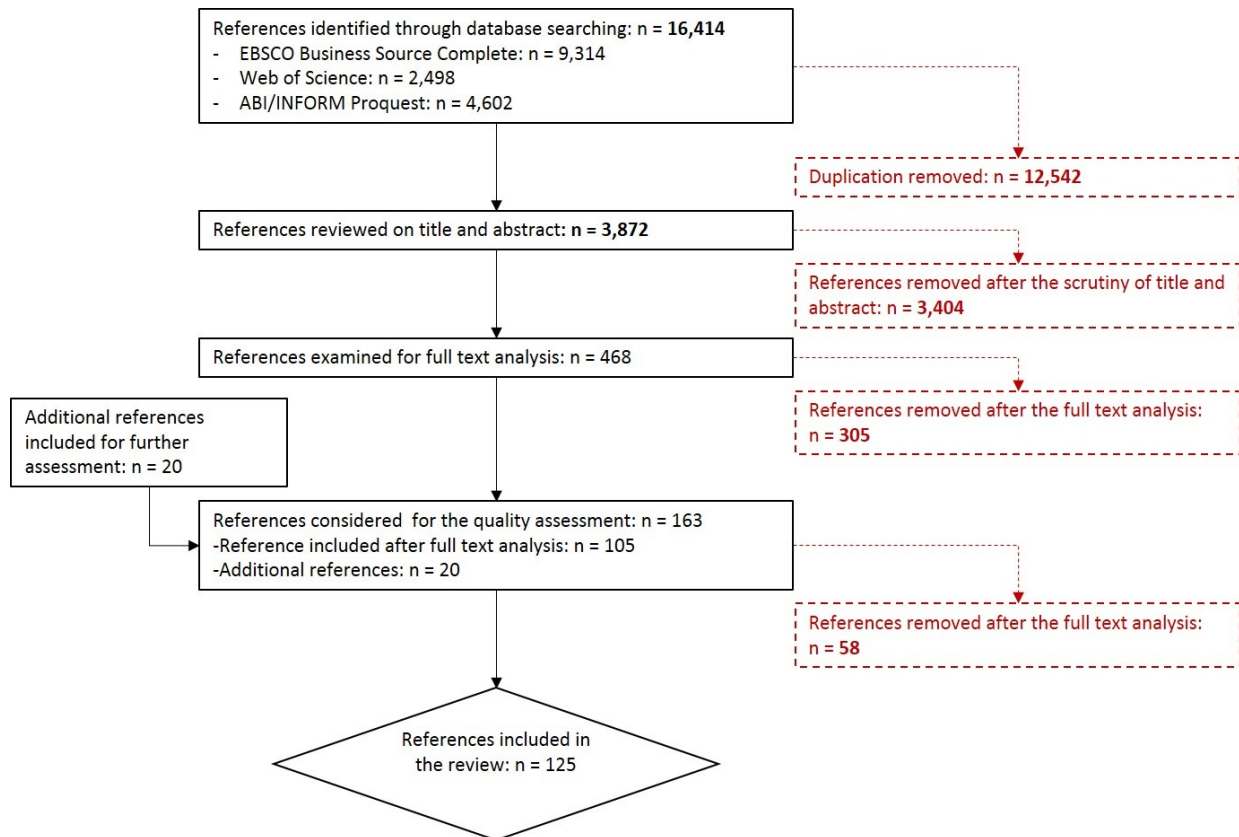 References identified through database searching: n = 16,414
- EBSCO Business Source Complete: n = 9,314
- Web of Science: n = 2,498
- ABI/INFORM Proquest: n = 4,602
Duplication removed: n = 12,542
References reviewed on title and abstract: n = 3,872
References removed after the scrutiny of title and
abstract: n = 3,404
References examined for full text analysis: n = 468
References removed after the full text analysis:
n = 305
Additional references
included for further
assessment: n = 20
References considered for the quality assessment: n = 163
-Reference included after full text analysis: n = 105
-Additional references: n = 20
References removed after the full text analysis:
n = 58
References included in
the review: n = 125